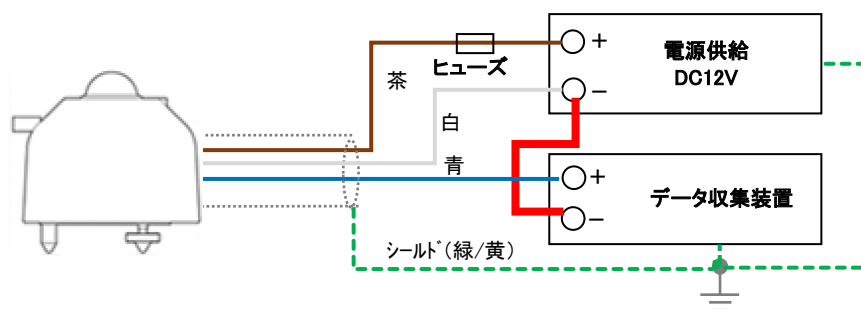 +
電源供給
DC12V
ヒューズ
茶
−
白
青
+
データ収集装置
−
シールド(緑/黄)